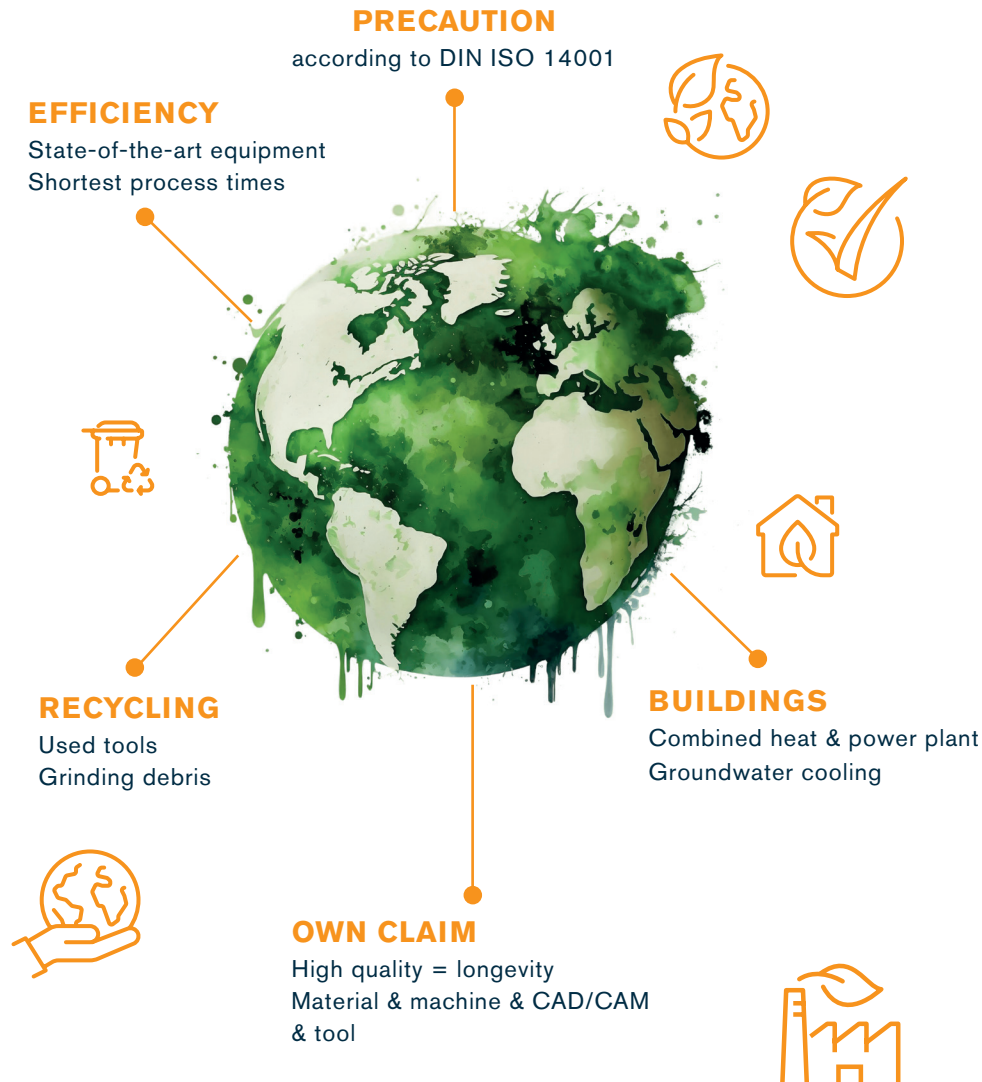 PRECAUTION
according to DIN ISO 14001
EFFICIENCY
State-of-the-art equipment
Shortest process times
RECYCLING
Used tools
Grinding debris
BUILDINGS
Combined heat & power plant
Groundwater cooling
OWN CLAIM
High quality = longevity
Material & machine & CAD/CAM
& tool